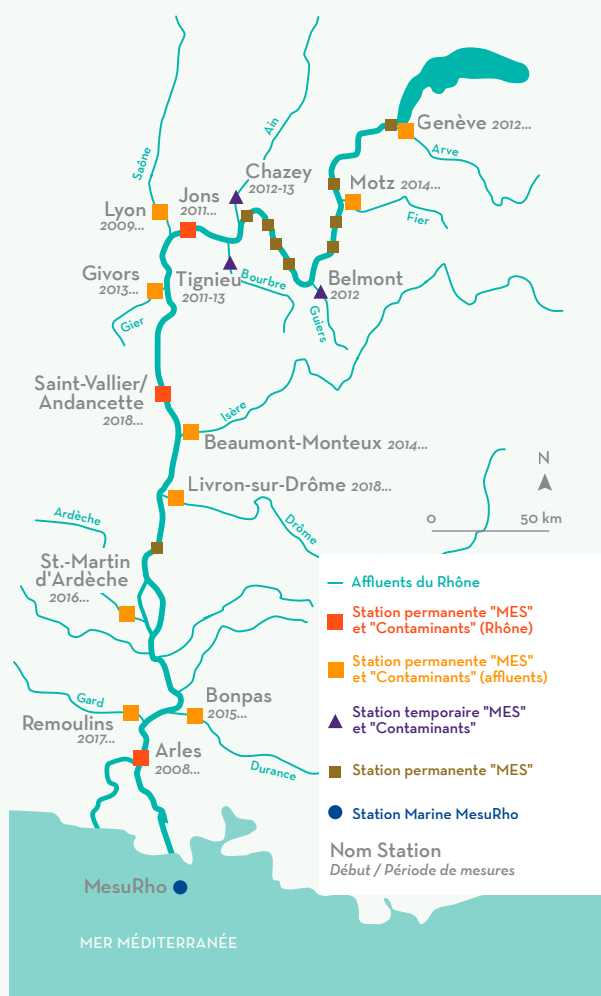 Genève 2012...
Arve
Ain
Saône
Chazey
2012-13
Motz 2014...
Fier
Jons
2011...
Lyon
2009...
Givors
2013...
Tignieu
2011-13
Bourbre
Belmont
2012
Guiers
Gier
Saint-Vallier/
Andancette
2018...
Isère
Beaumont-Monteux 2014...
N
Livron-sur-Drôme 2018...
0 50 km
Ardèche
Drôme
St.-Martin
d'Ardèche
2016...
Gard
Remoulins
2017...
Bonpas
2015...
Arles
2008...
Durance
MesuRho
MER MÉDITERRANÉE
Affluents du Rhône
Station permanente "MES"
et "Contaminants" (Rhône)
Station permanente "MES"
et "Contaminants" (affluents)
Station temporaire "MES"
et "Contaminants"
Station permanente "MES"
Station Marine MesuRho
Nom Station
Début / Période de mesures